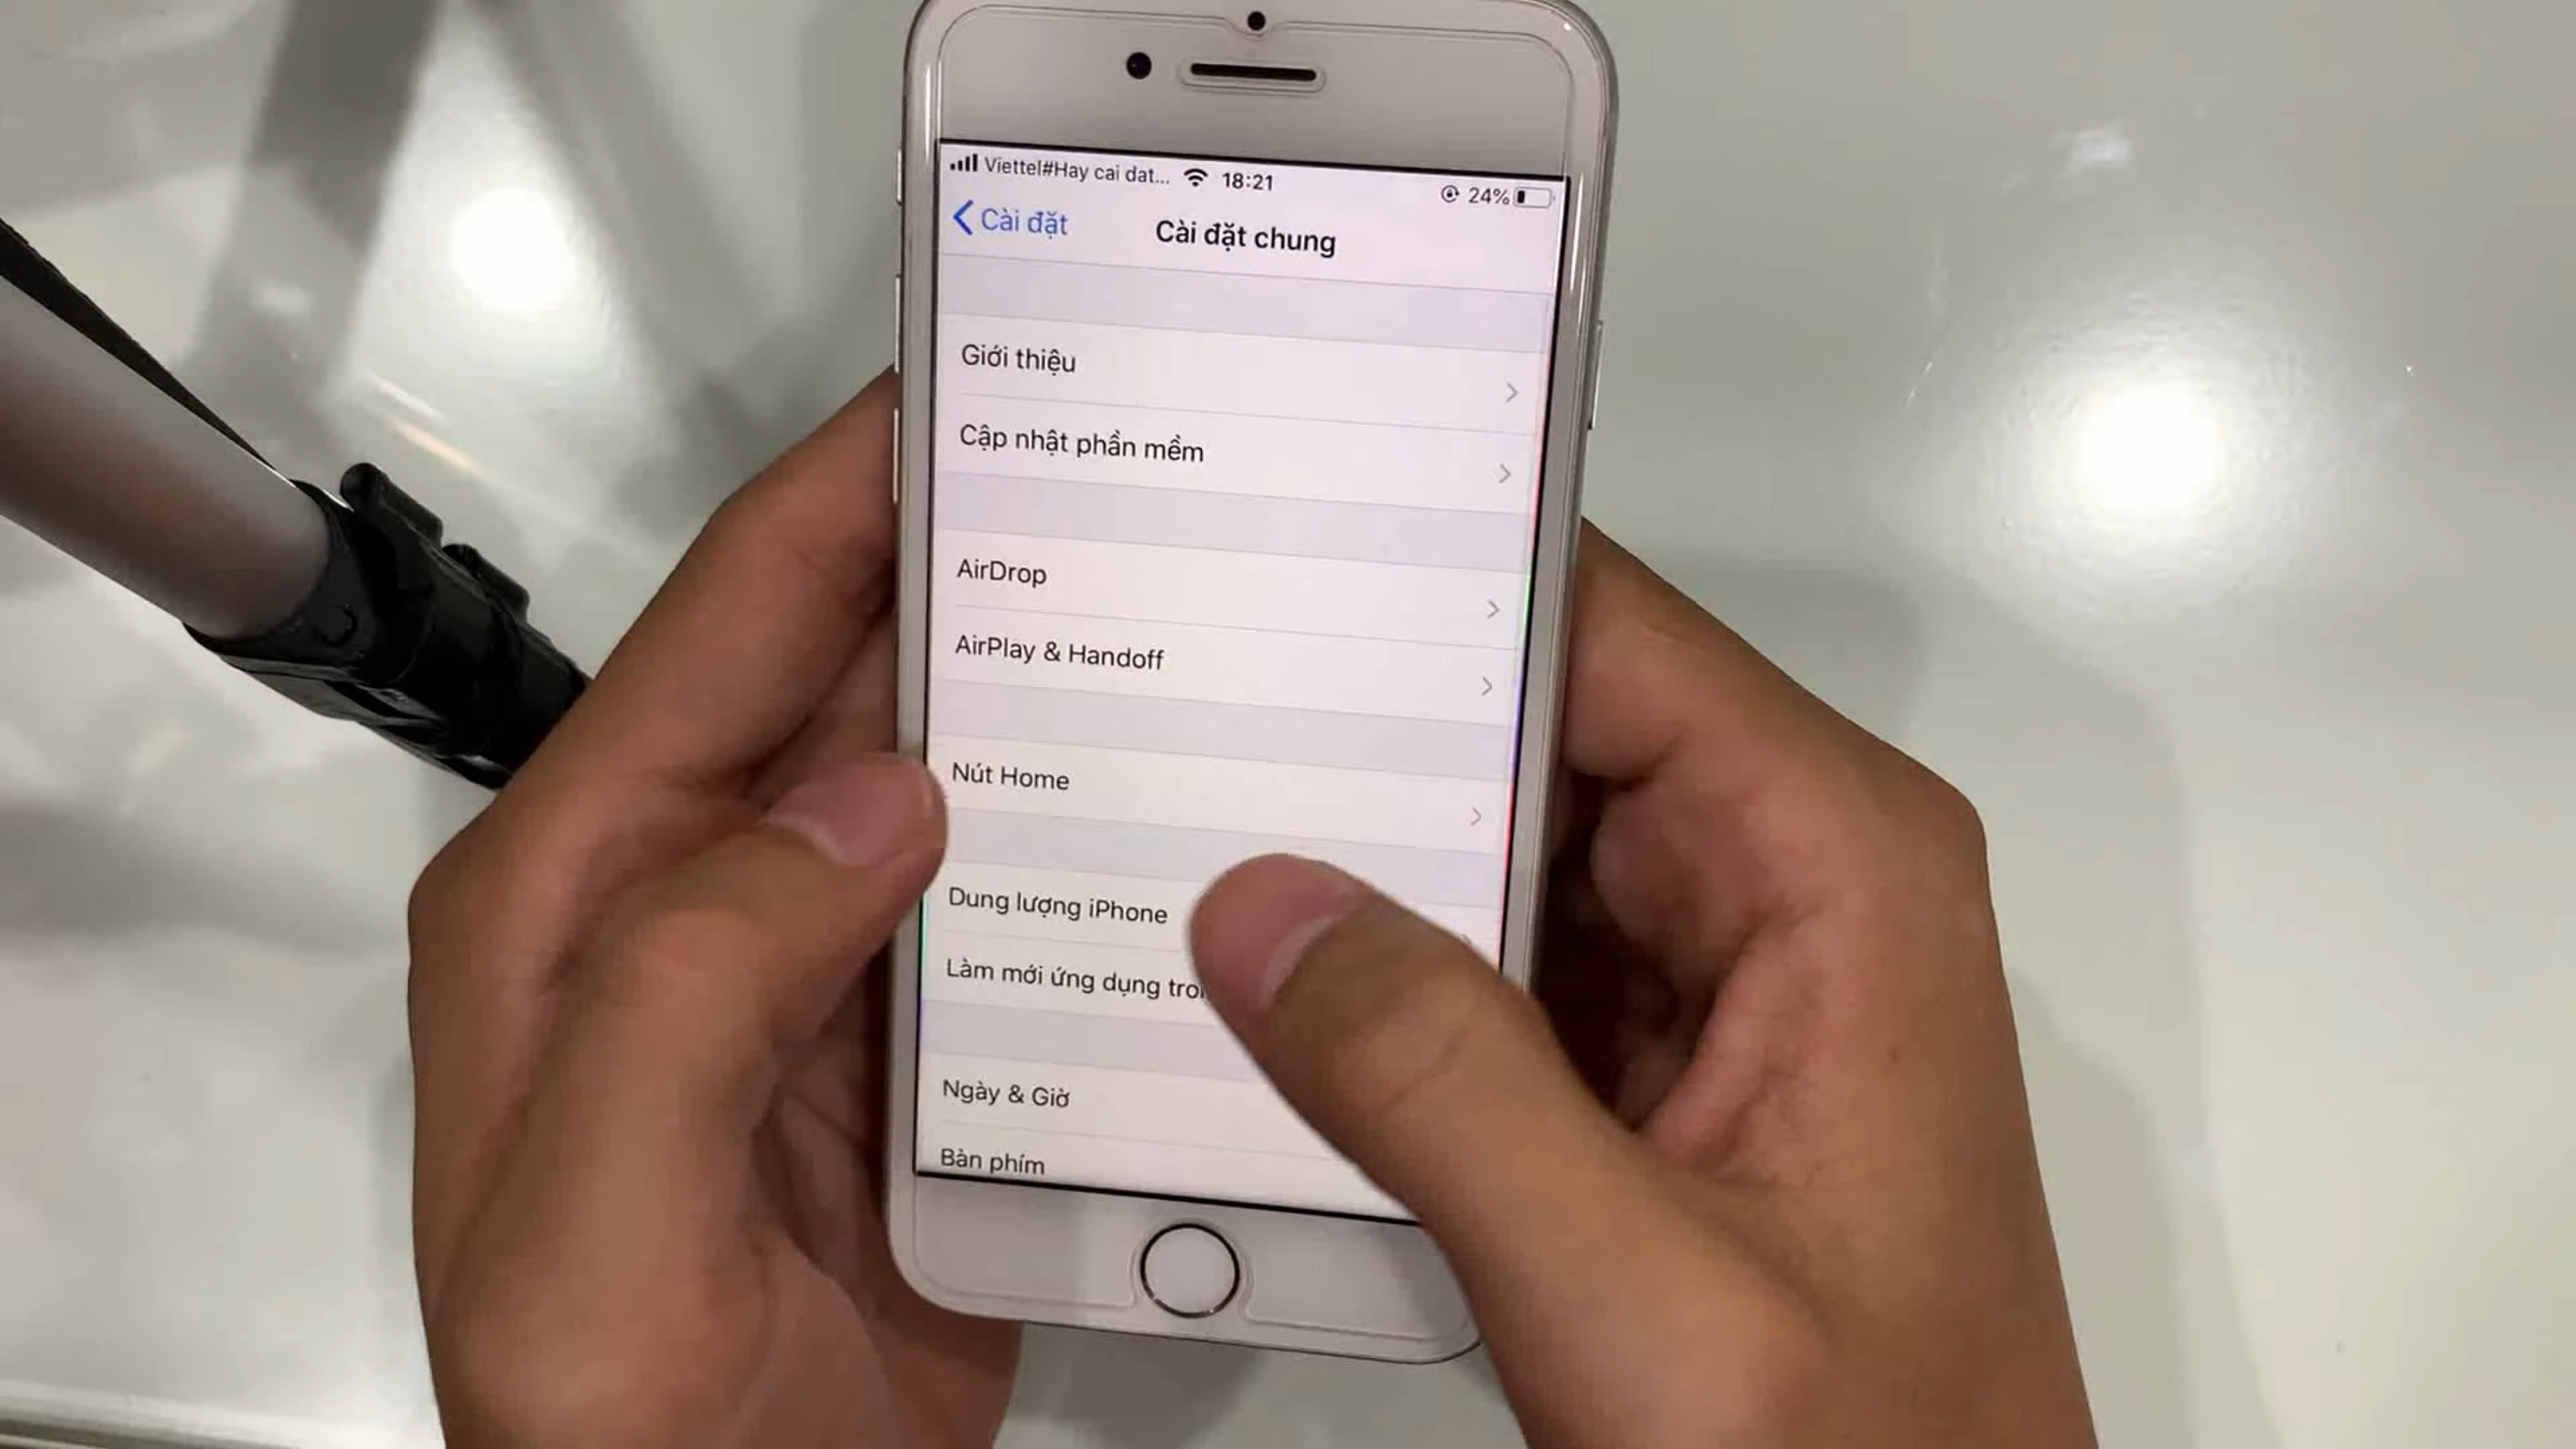 Viettel#Hay cai dat... 18:21 24%
Cài đặt Cài đặt chung
Giới thiệu
Cập nhật phần mềm
AirDrop
AirPlay & Handoff
Nút Home
Dung lượng iPhone
Làm mới ứng dụng
Ngày & Giờ
Bàn phím